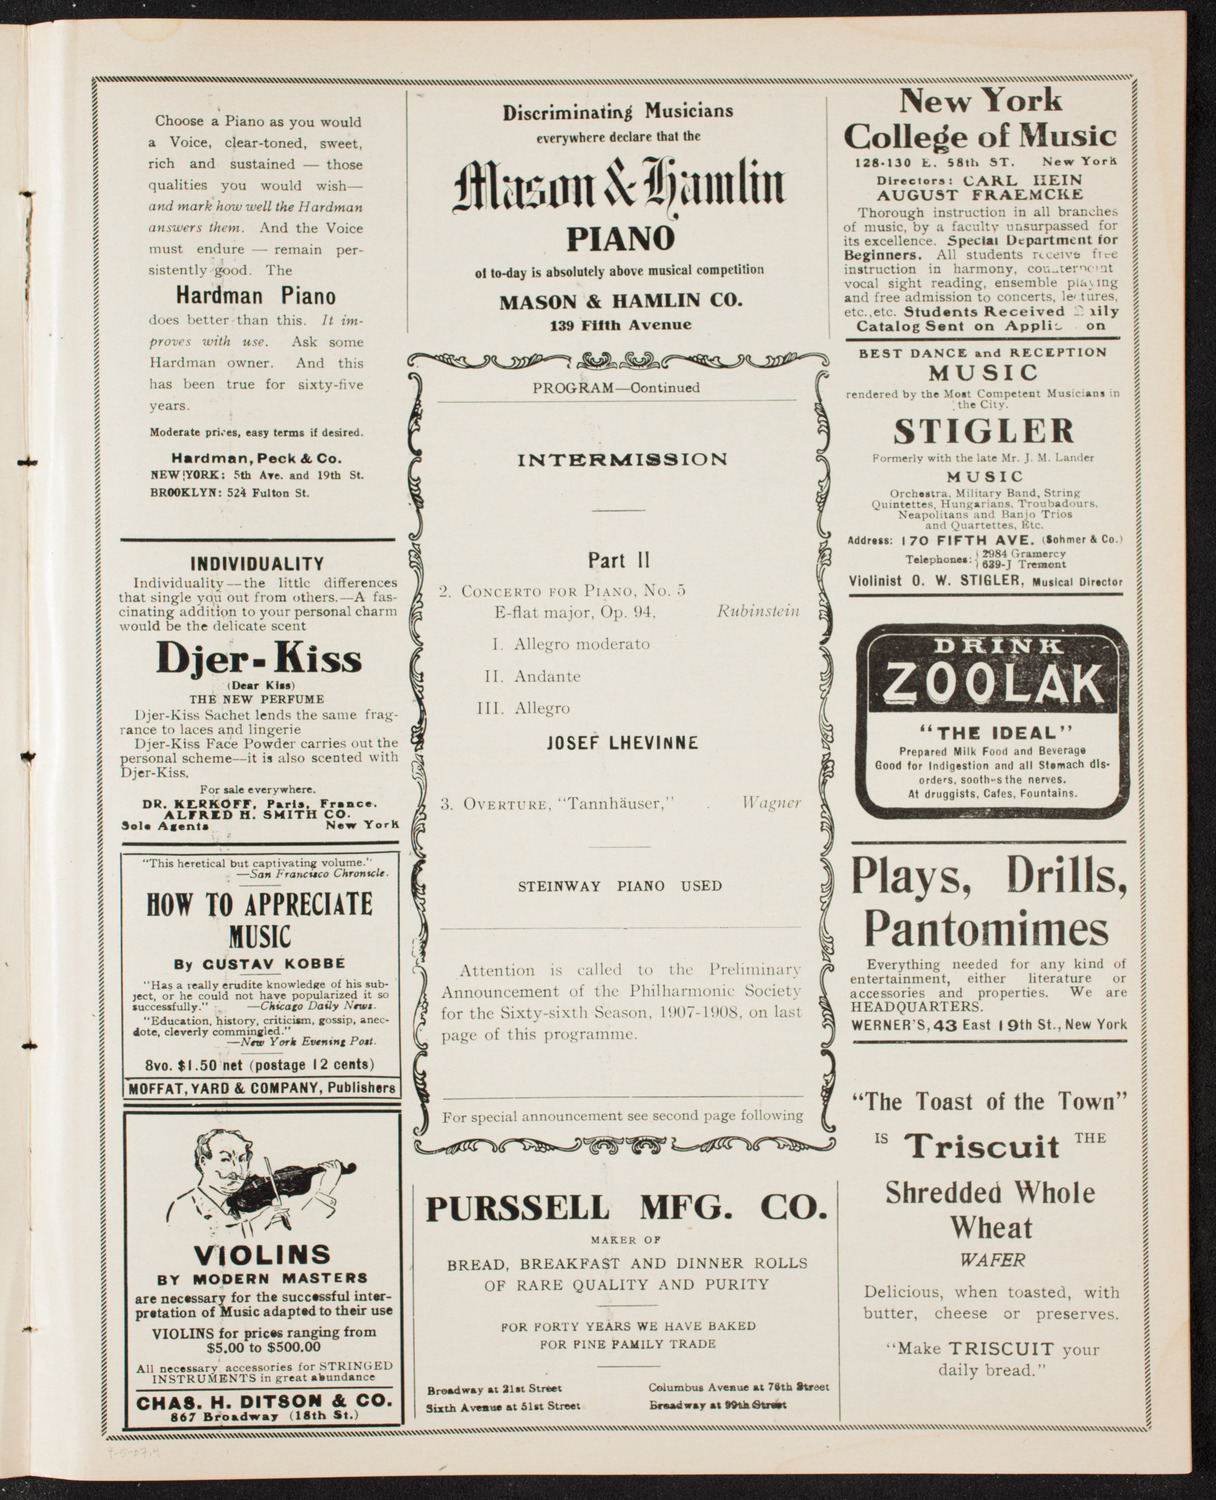 Choose a Piano as you would
a Voice, clear-toned, sweet,
rich and sustained — those
qualities you would wish—
and mark how well the Hardman
answers them. And the Voice
must endure — remain per-
sistently good. The
Hardman Piano
does better than this. It im-
proves with use. Ask some
Hardman owner. And this
has been true for sixty-five
years.
Moderate prices, easy terms if desired.
Hardman, Peck & Co.
NEW YORK: 5th Ave. and 19th St.
BROOKLYN: 524 Fulton St.
INDIVIDUALITY
Individuality—the little differences
that single you out from others.—A fas-
cinating addition to your personal charm
would be the delicate scent
Djer-Kiss
(Dear Kiss)
THE NEW PERFUME
Djer-Kiss Sachet lends the same frag-
rance to laces and lingerie
Djer-Kiss Face Powder carries out the
personal scheme—it is also scented with
Djer-Kiss.
For sale everywhere.
DR. KERKOFF, Paris, France.
ALFRED H. SMITH CO.
Sole Agents New York
"This heretical but captivating volume."
—San Francisco Chronicle.
HOW TO APPRECIATE
MUSIC
By GUSTAV KOBBÉ
"Has a really erudite knowledge of his sub-
ject, or he could not have popularized it so
successfully." —Chicago Daily News.
"Education, history, criticism, gossip, anec-
dote, cleverly commingled."
—New York Evening Post.
8vo. $1.50 net (postage 12 cents)
MOFFAT, YARD & COMPANY, Publishers
VIOLINS
BY MODERN MASTERS
are necessary for the successful inter-
pretation of Music adapted to their use
VIOLINS for prices ranging from
$5.00 to $500.00
All necessary accessories for STRINGED
INSTRUMENTS in great abundance
CHAS. H. DITSON & CO.
867 Broadway (18th St.)
Discriminating Musicians
everywhere declare that the
Mason & Hamlin
PIANO
of to-day is absolutely above musical competition
MASON & HAMLIN CO.
139 Fifth Avenue
PROGRAM—Continued
INTERMISSION
Part II
2. CONCERTO FOR PIANO, No. 5
E-flat major, Op. 94, Rubinstein
I. Allegro moderato
II. Andante
III. Allegro
JOSEF LHEVINNE
3. OVERTURE, "Tannhäuser," . Wagner
STEINWAY PIANO USED
Attention is called to the Preliminary
Announcement of the Philharmonic Society
for the Sixty-sixth Season, 1907-1908, on last
page of this programme.
For special announcement see second page following
PURSSELL MFG. CO.
MAKER OF
BREAD, BREAKFAST AND DINNER ROLLS
OF RARE QUALITY AND PURITY
FOR FORTY YEARS WE HAVE BAKED
FOR FINE FAMILY TRADE
Broadway at 21st Street Columbus Avenue at 76th Street
Sixth Avenue at 51st Street Broadway at 99th Street
New York
College of Music
128-130 E. 58th ST. New York
Directors: CARL HEIN
AUGUST FRAEMCKE
Thorough instruction in all branches
of music, by a faculty unsurpassed for
its excellence. Special Department for
Beginners. All students receive free
instruction in harmony, counterpoint
vocal sight reading, ensemble playing
and free admission to concerts, lectures,
etc., etc. Students Received Daily
Catalog Sent on
BEST DANCE and RECEPTION
MUSIC
rendered by the Most Competent Musicians in
the City.
STIGLER
Formerly with the late Mr. J. M. Lander
MUSIC
Orchestra, Military Band, String
Quintettes, Hungarians, Troubadours,
Neapolitans and Banjo Trios
and Quartettes, Etc.
Address: 170 FIFTH AVE. (Sohmer & Co.)
Telephones: 2984 Gramercy
639-J Tremont
Violinist O. W. STIGLER, Musical Director
DRINK
ZOOLAK
"THE IDEAL"
Prepared Milk Food and Beverage
Good for Indigestion and all Stomach dis-
orders, soothes the nerves.
At druggists, Cafes, Fountains.
Plays, Drills,
Pantomimes
Everything needed for any kind of
entertainment, either literature or
accessories and properties. We are
HEADQUARTERS.
WERNER'S, 43 East 19th St., New York
"The Toast of the Town"
IS Triscuit THE
Shredded Whole
Wheat
WAFER
Delicious, when toasted, with
butter, cheese or preserves.
"Make TRISCUIT your
daily bread."
4-5-07.4